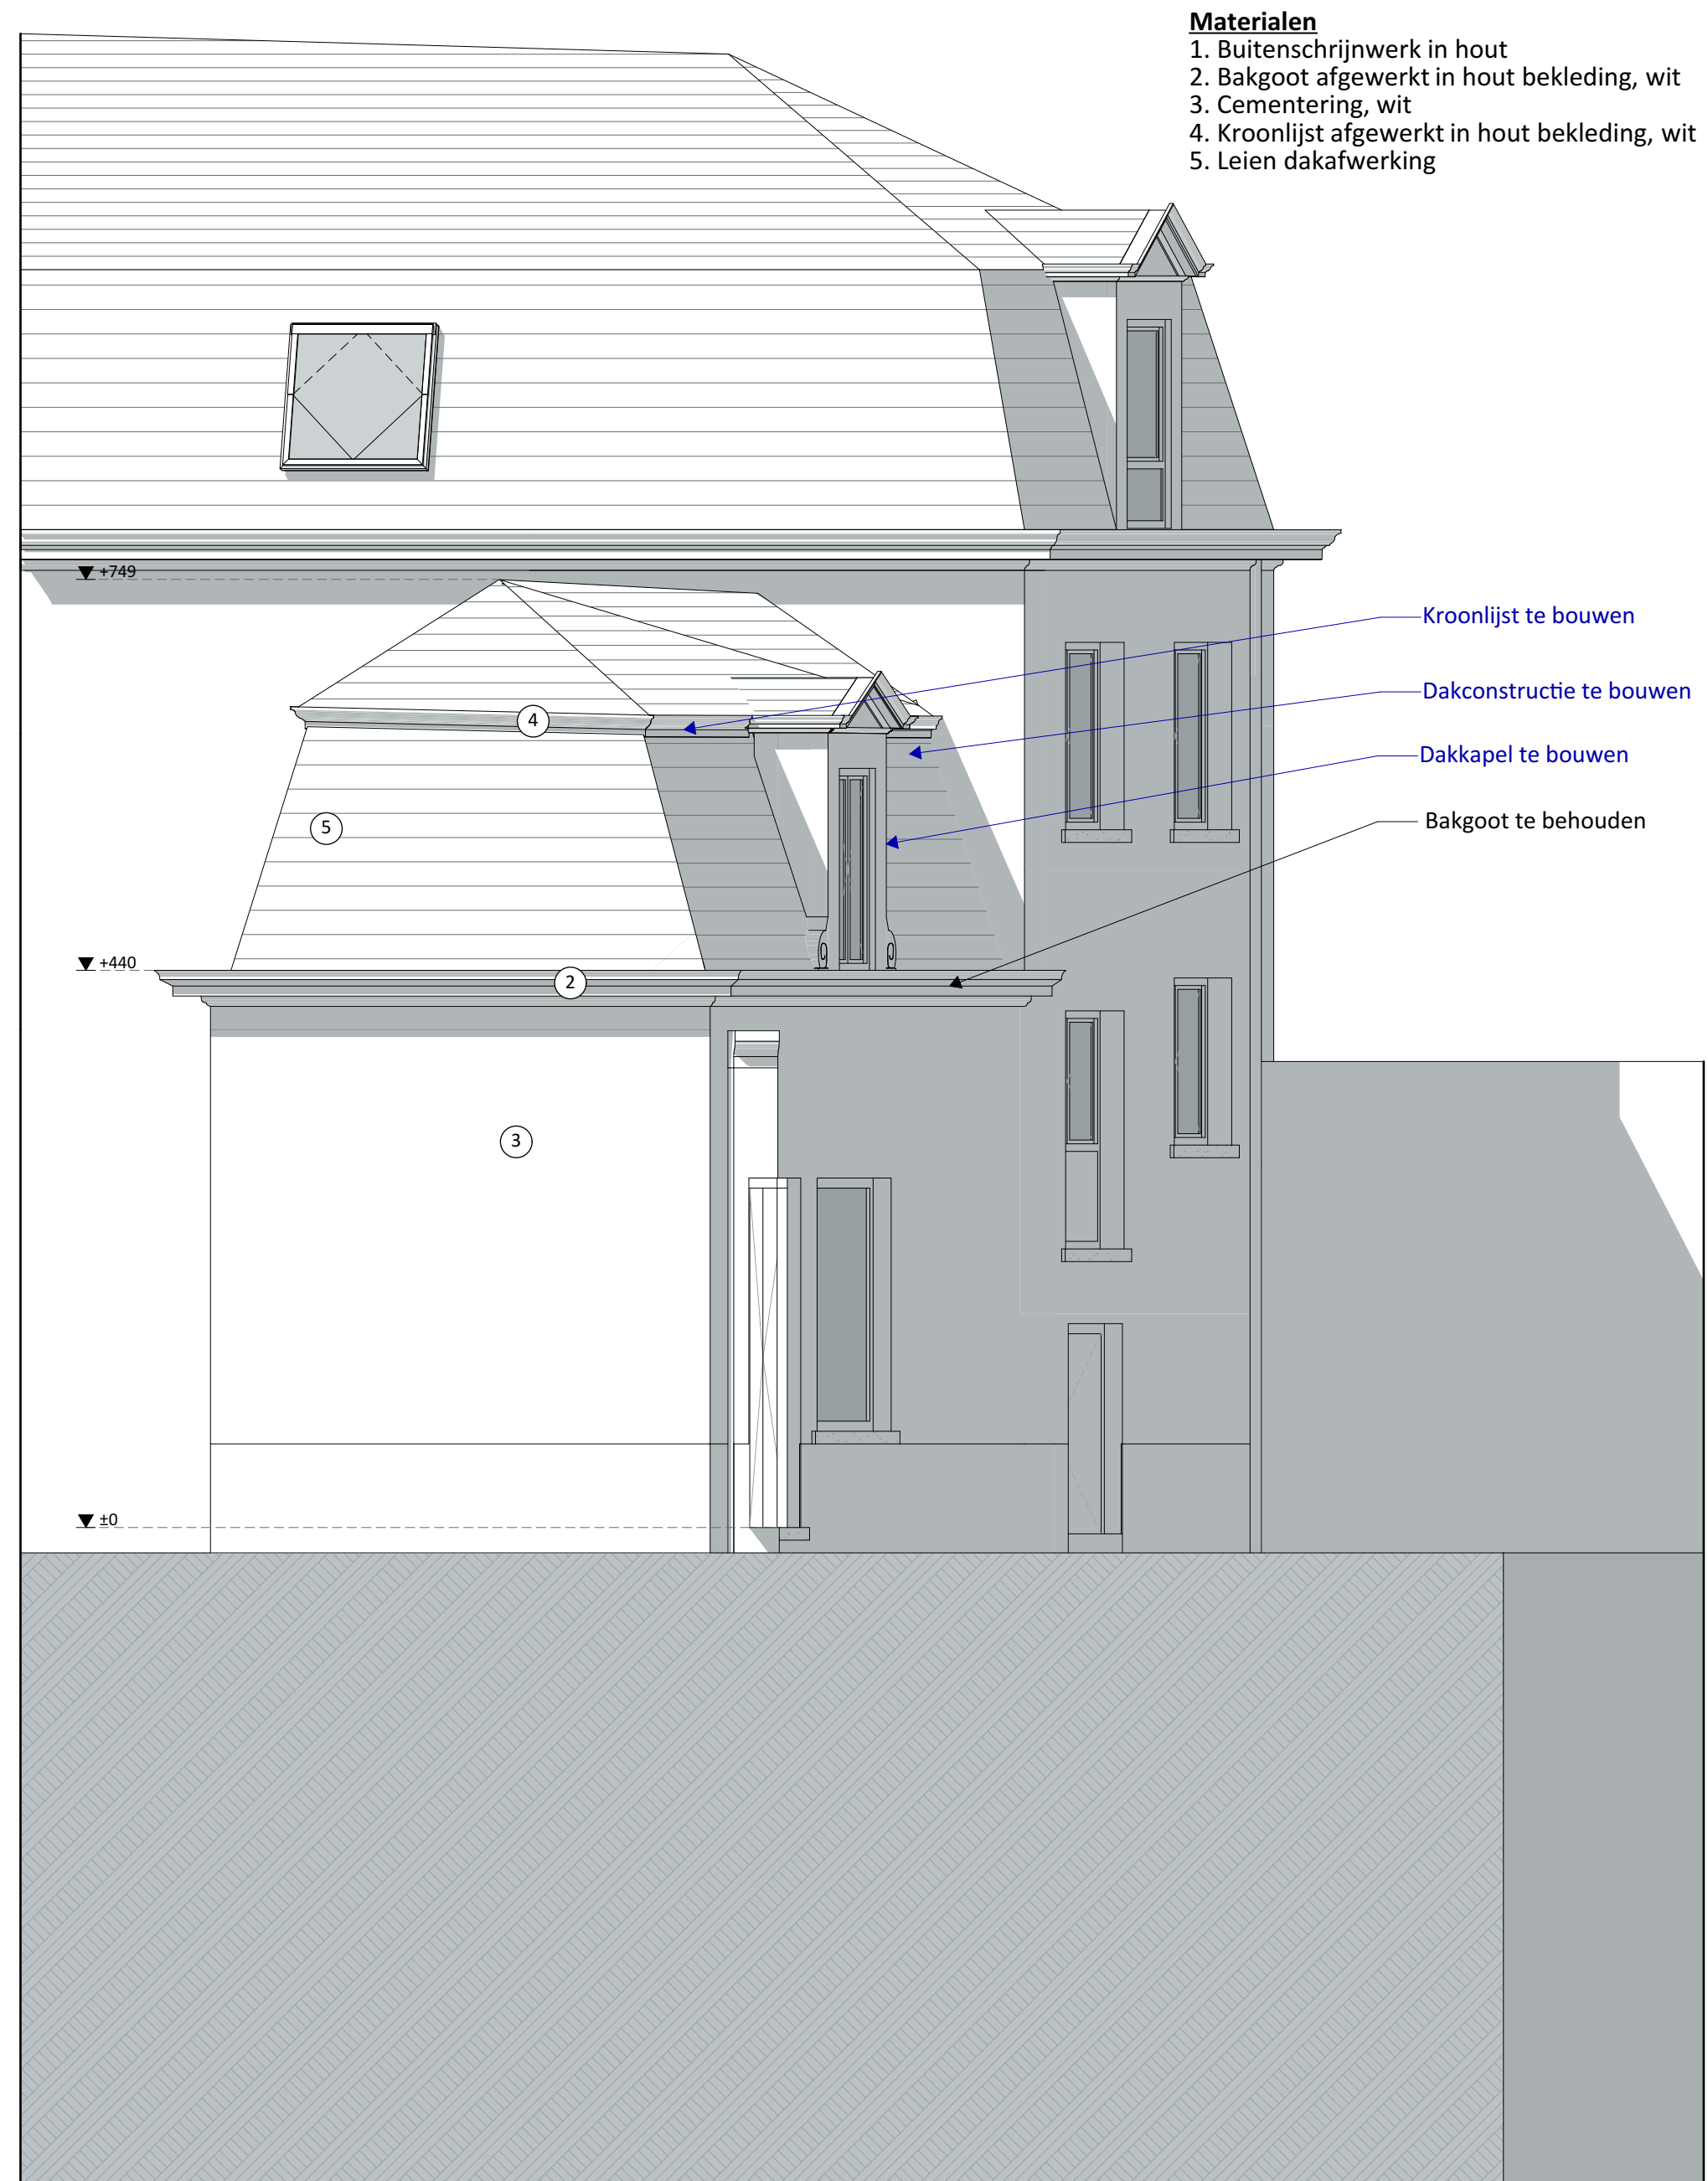 Materialen
1. Buitenschrijnwerk in hout
2. Bakgoot afgewerkt in hout bekleding, wit
3. Cementering, wit
4. Kroonlijst afgewerkt in hout bekleding, wit
5. Leien dakafwerking
+749
Kroonlijst te bouwen
Dakconstructie te bouwen
4
Dakkapel te bouwen
5
Bakgoot te behouden
+440
2
3
±0